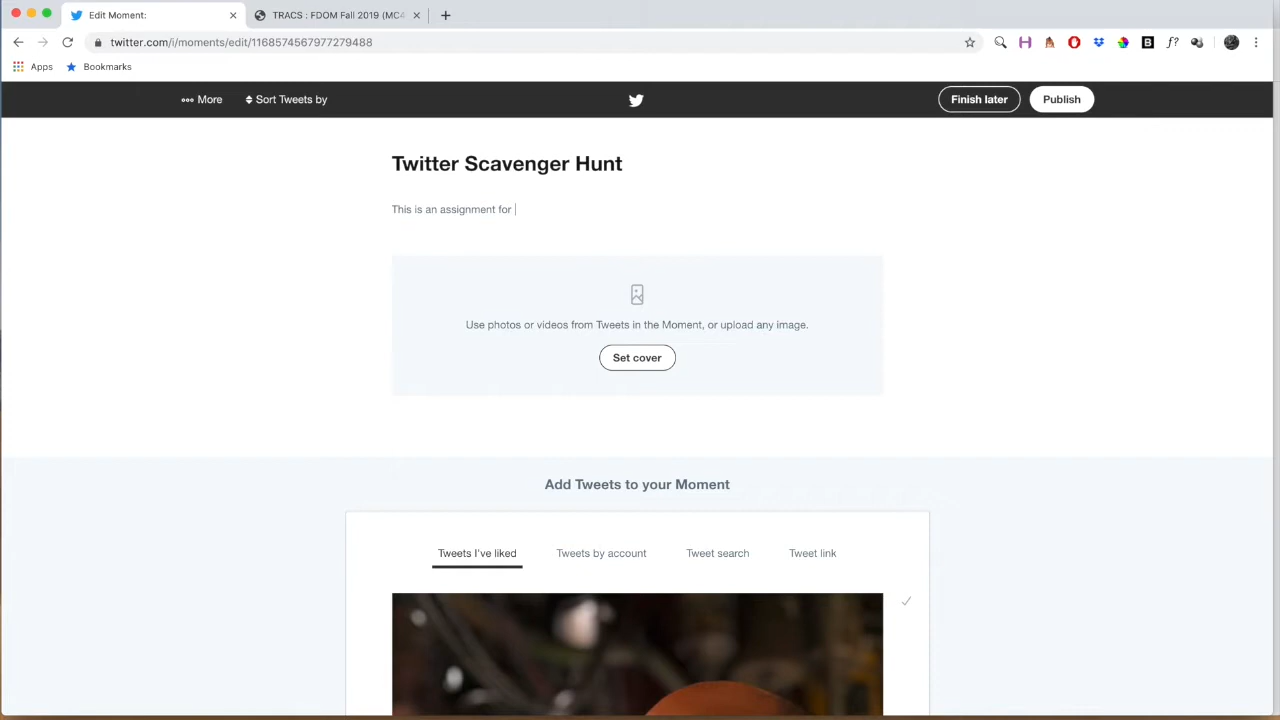 Edit Moment:
TRACS : FDOM Fall 2019 (MC4
twitter.com/i/moments/edit/1168574567977279488
Apps
Bookmarks
More
Sort Tweets by
Finish later
Publish
Twitter Scavenger Hunt
This is an assignment for
Use photos or videos from Tweets in the Moment, or upload any image.
Set cover
Add Tweets to your Moment
Tweets I've liked
Tweets by account
Tweet search
Tweet link